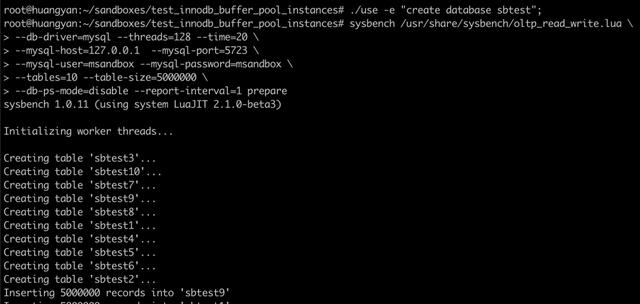 root@huangyan:~/sandboxes/test_innodb_buffer_pool_instances# ./use -e "create database sbtest";
root@huangyan:~/sandboxes/test_innodb_buffer_pool_instances# sysbench /usr/share/sysbench/oltp_read_write.lua \
> --db-driver=mysql --threads=128 --time=20 \
> --mysql-host=127.0.0.1  --mysql-port=5723 \
> --mysql-user=msandbox --mysql-password=msandbox \
> --tables=10 --table-size=5000000 \
> --db-ps-mode=disable --report-interval=1 prepare
sysbench 1.0.11 (using system LuaJIT 2.1.0-beta3)
Initializing worker threads...
Creating table 'sbtest3'...
Creating table 'sbtest10'...
Creating table 'sbtest7'...
Creating table 'sbtest9'...
Creating table 'sbtest8'...
Creating table 'sbtest1'...
Creating table 'sbtest4'...
Creating table 'sbtest5'...
Creating table 'sbtest6'...
Creating table 'sbtest2'...
Inserting 5000000 records into 'sbtest9'